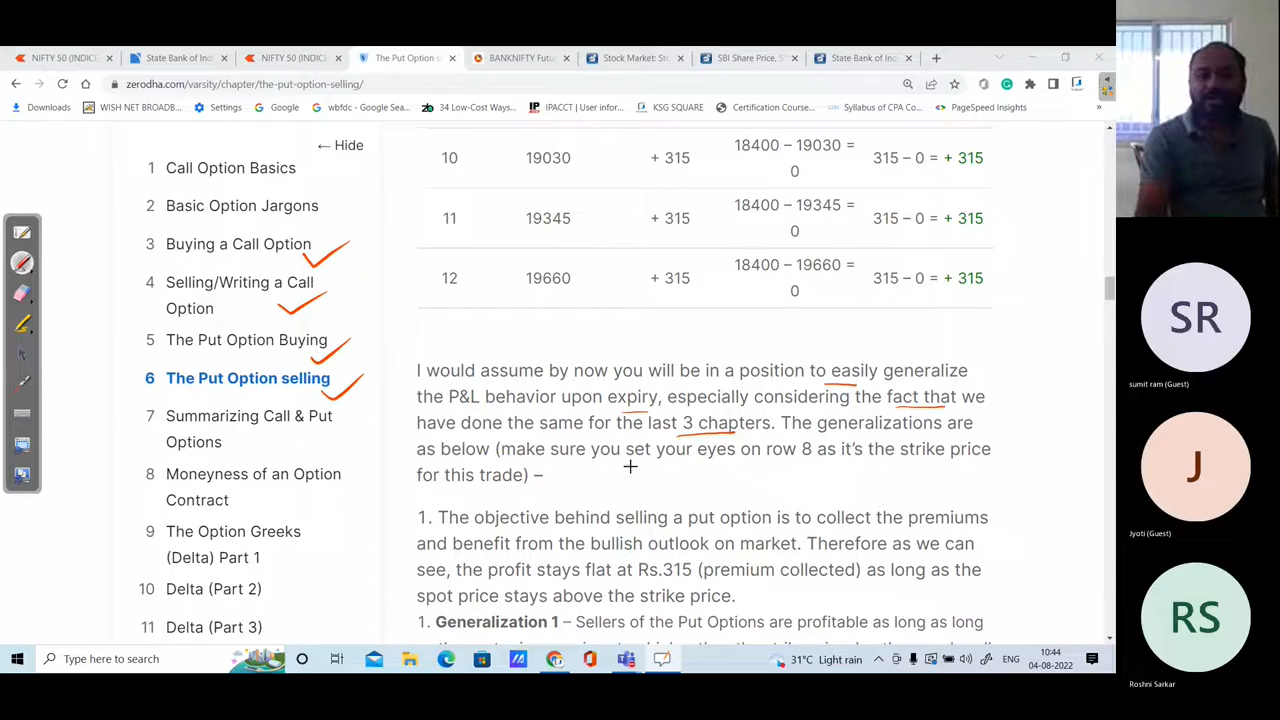 NIFTY 50 (INDICE
State Bank of Ind
NIFTY 50 (INDICE
The Put Option s
BANKNIFTY Futu
Stock Market: St
SBI Share Price, S
State Bank of Ind
zerodha.com/varsity/chapter/the-put-option-selling/
Downloads
WISH NET BROADB...
Settings
Google
wbfdc - Google Sea...
34 Low-Cost Ways...
IPACCT | User infor...
KSG SQUARE
Certification Course...
Syllabus of CPA Co...
PageSpeed Insights
»
← Hide
1 Call Option Basics
2 Basic Option Jargons
3 Buying a Call Option
4 Selling/Writing a Call
Option
5 The Put Option Buying
6 The Put Option selling
7 Summarizing Call & Put
Options
8 Moneyness of an Option
Contract
9 The Option Greeks
(Delta) Part 1
10 Delta (Part 2)
11 Delta (Part 3)
10 19030 + 315 18400 – 19030 = 315 – 0 = + 315
0
11 19345 + 315 18400 – 19345 = 315 – 0 = + 315
0
12 19660 + 315 18400 – 19660 = 315 – 0 = + 315
0
I would assume by now you will be in a position to easily generalize
the P&L behavior upon expiry, especially considering the fact that we
have done the same for the last 3 chapters. The generalizations are
as below (make sure you set your eyes on row 8 as it's the strike price
for this trade) –
1. The objective behind selling a put option is to collect the premiums
and benefit from the bullish outlook on market. Therefore as we can
see, the profit stays flat at Rs.315 (premium collected) as long as the
spot price stays above the strike price.
1. Generalization 1 – Sellers of the Put Options are profitable as long as long
SR
sumit ram (Guest)
J
Jyoti (Guest)
RS
Roshni Sarkar
Type here to search
31°C Light rain
ENG
10:44
04-08-2022